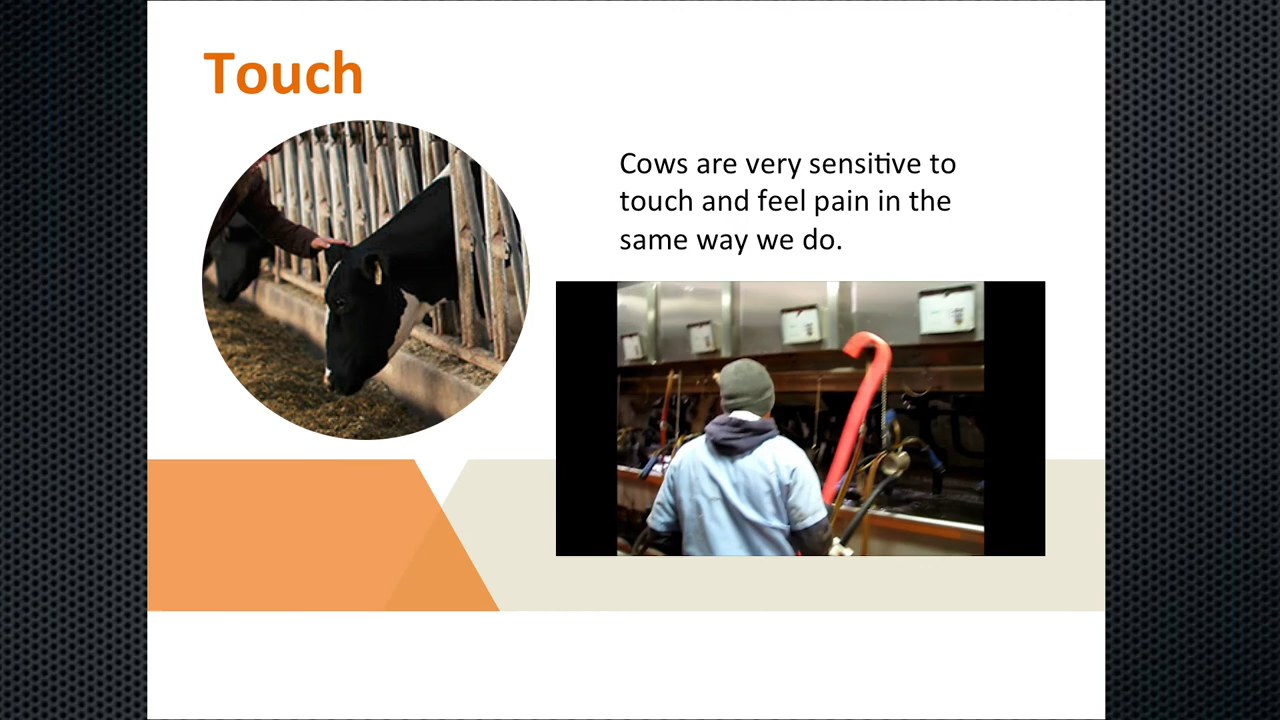 Touch
Cows are very sensitive to
touch and feel pain in the
same way we do.